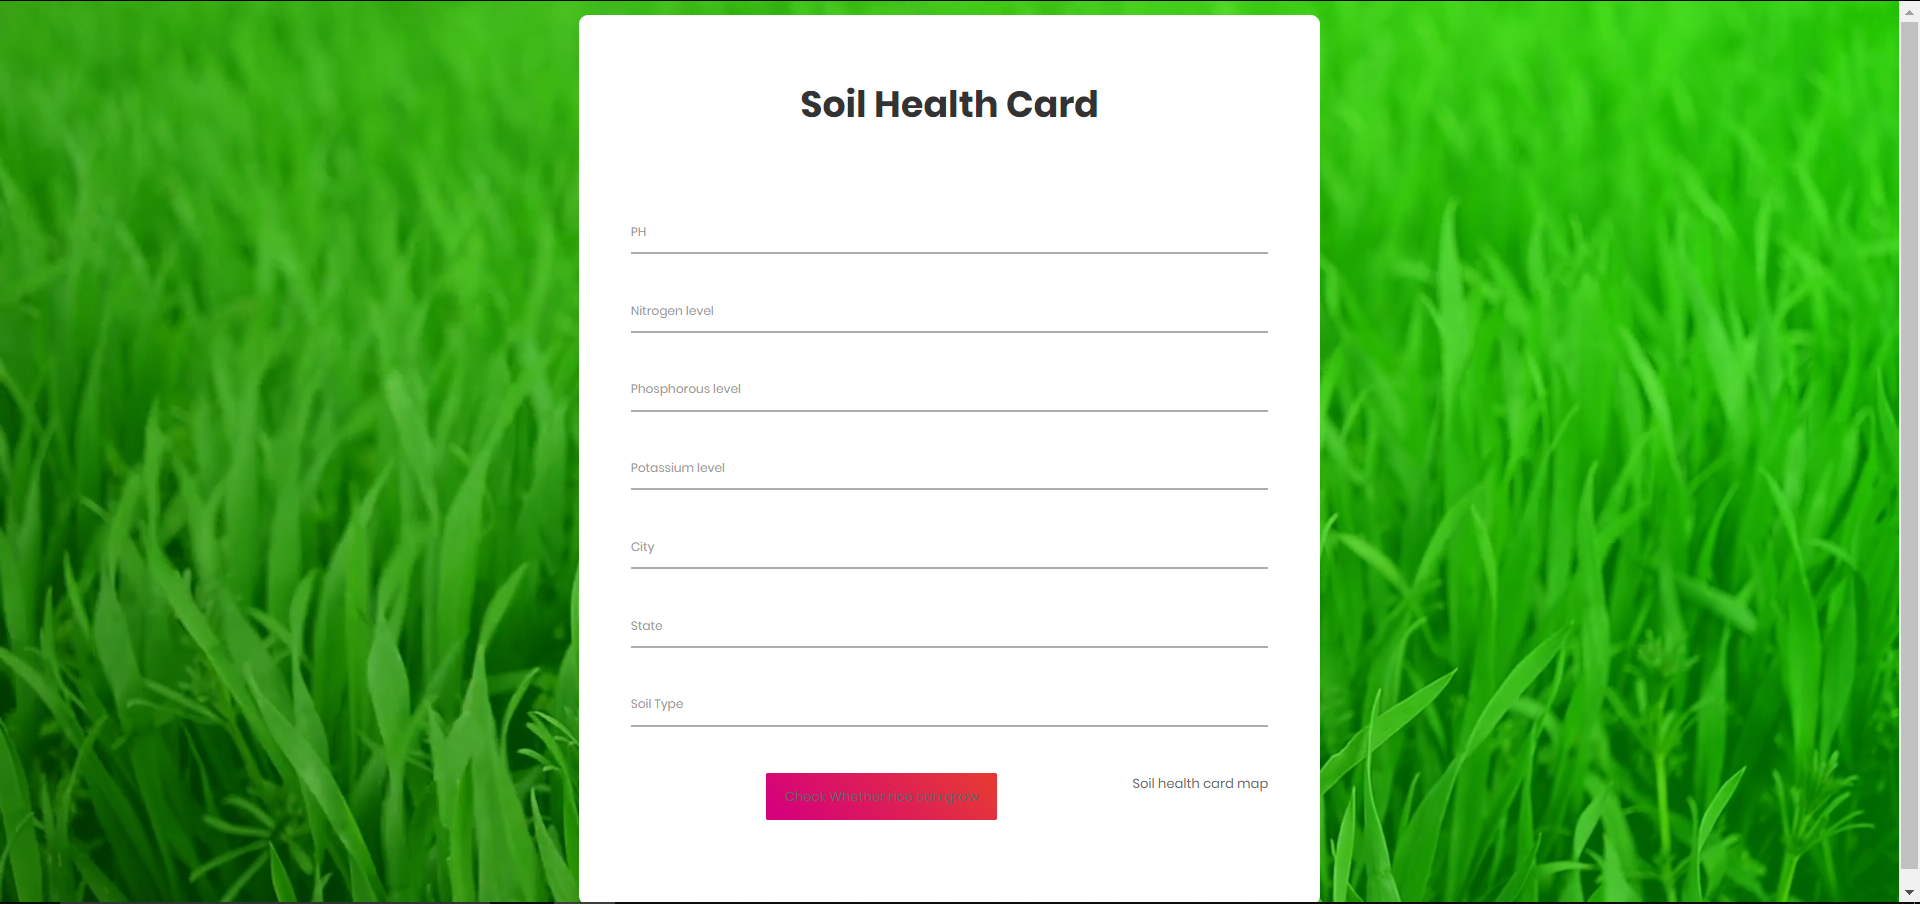 Soil Health Card
PH
Nitrogen level
Phosphorous level
Potassium level
City
State
Soil Type
Check Whether rice can grow
Soil health card map